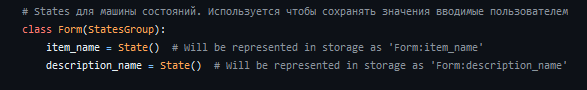 # States для машины состояний. Используется чтобы сохранять значения вводимые пользователем
class Form(StatesGroup):
    item_name = State()  # Will be represented in storage as 'Form:item_name'
    description_name = State()  # Will be represented in storage as 'Form:description_name'